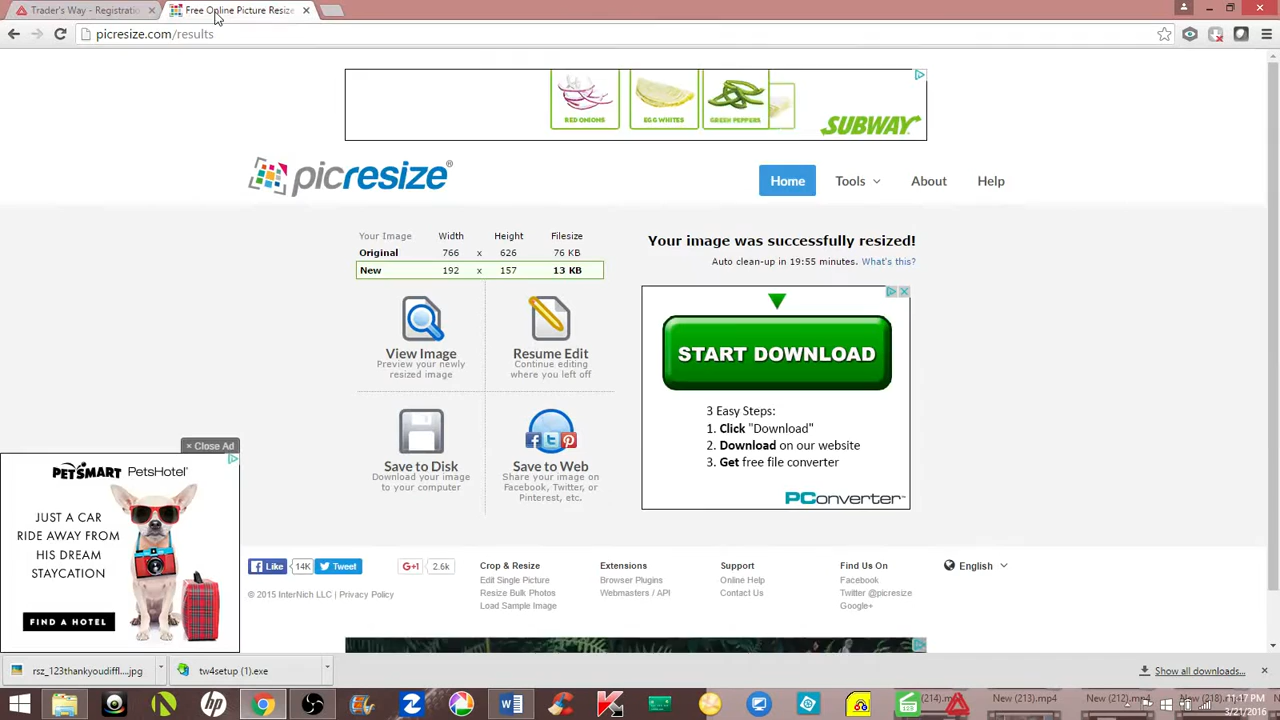 Trader's Way - Registratio
Free Online Picture Resize
picresize.com/results
RED ONIONS
EGG WHITES
GREEN PEPPERS
SUBWAY
picresize®
Home
Tools
About
Help
Your Image Width Height Filesize
Original 766 x 626 76 KB
New 192 x 157 13 KB
Your image was successfully resized!
Auto clean-up in 19:55 minutes. What's this?
View Image
Preview your newly
resized image
Resume Edit
Continue editing
where you left off
Save to Disk
Download your image
to your computer
Save to Web
Share your image on
Facebook, Twitter, or
Pinterest, etc.
START DOWNLOAD
3 Easy Steps:
1. Click "Download"
2. Download on our website
3. Get free file converter
PConverter™
× Close Ad
PETSMART PetsHotel®
JUST A CAR
RIDE AWAY FROM
HIS DREAM
STAYCATION
FIND A HOTEL
Like 14K Tweet G+1 2.6k
© 2015 InterNich LLC | Privacy Policy
Crop & Resize
Edit Single Picture
Resize Bulk Photos
Load Sample Image
Extensions
Browser Plugins
Webmasters / API
Support
Online Help
Contact Us
Find Us On
Facebook
Twitter @picresize
Google+
English
rsz_123thankyoudiffl....jpg
tw4setup (1).exe
Show all downloads...
hp
(214).mp4
New (213).mp4
New (212).mp4
11:17 PM
3/21/2016